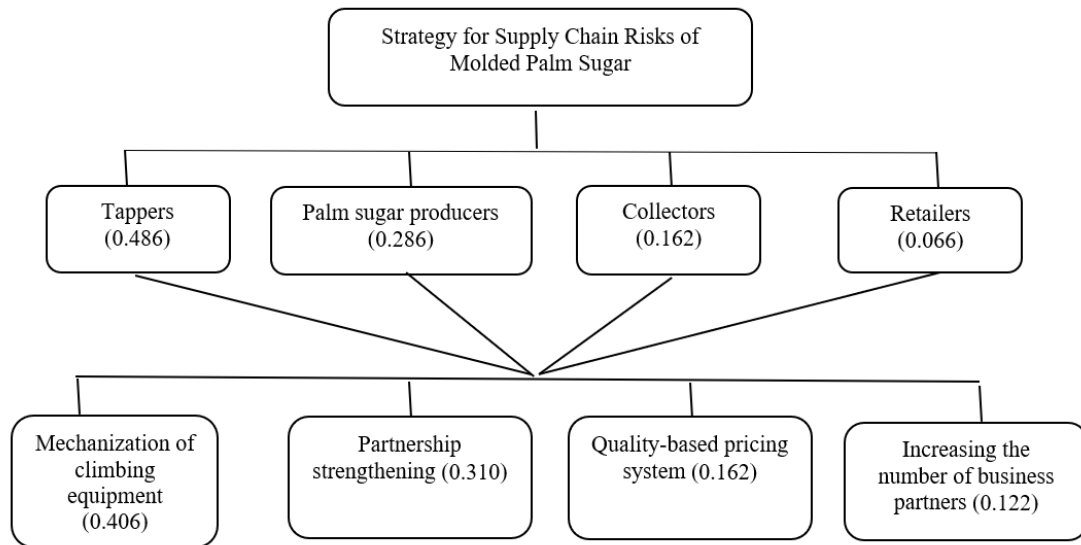 Strategy for Supply Chain Risks of
Molded Palm Sugar
Tappers
(0.486)
Palm sugar producers
(0.286)
Collectors
(0.162)
Retailers
(0.066)
Mechanization of
climbing
equipment
(0.406)
Partnership
strengthening (0.310)
Quality-based pricing
system (0.162)
Increasing the
number of business
partners (0.122)